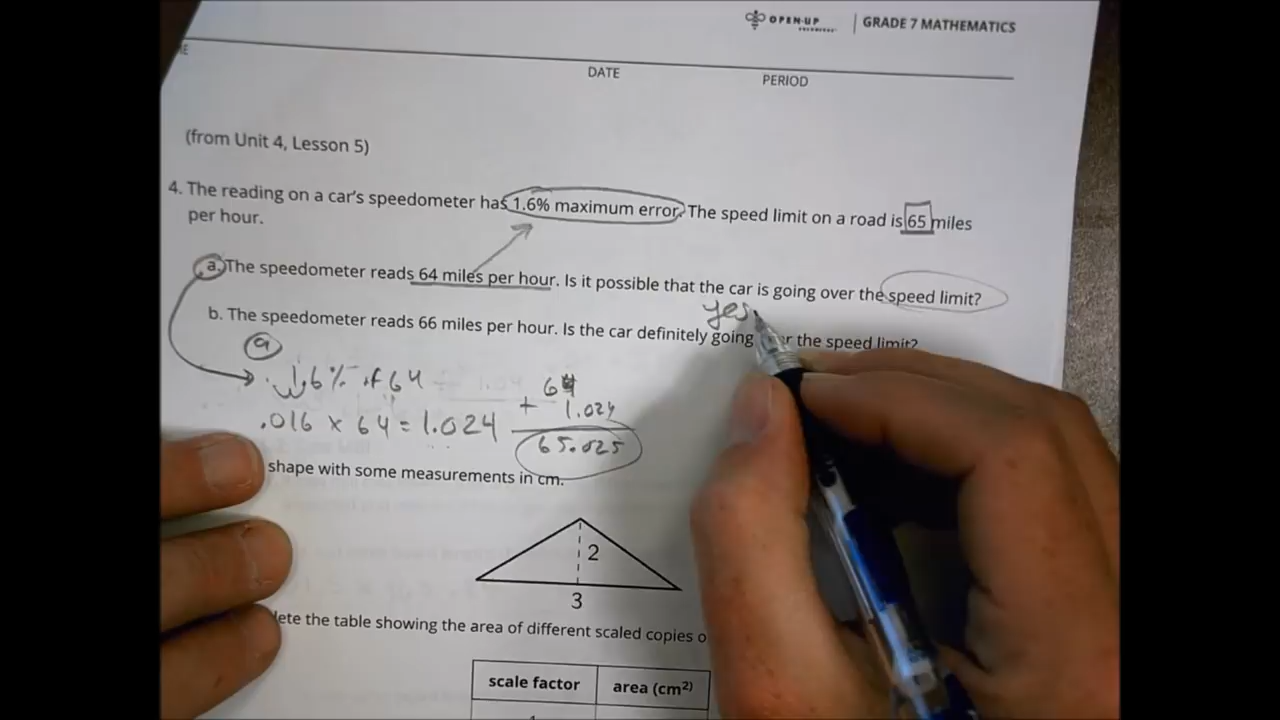 OPEN-UP | GRADE 7 MATHEMATICS
DATE PERIOD
(from Unit 4, Lesson 5)
4. The reading on a car's speedometer has 1.6% maximum error. The speed limit on a road is 65 miles
per hour.
a. The speedometer reads 64 miles per hour. Is it possible that the car is going over the speed limit?
yes
b. The speedometer reads 66 miles per hour. Is the car definitely going the speed limit?
a
1.6% of 64
64
+ 1.024
.016 x 64 = 1.024
65.025
shape with some measurements in cm.
2
3
the table showing the area of different scaled copies
scale factor area (cm²)